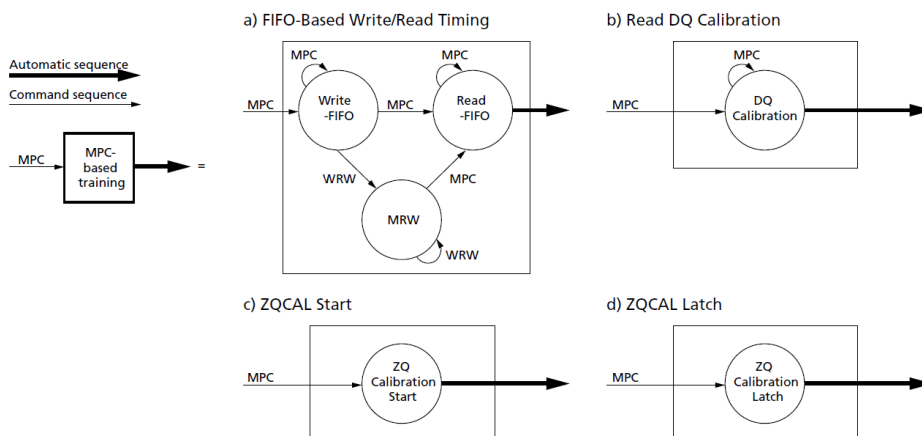 a) FIFO-Based Write/Read Timing
b) Read DQ Calibration
Automatic sequence
Command sequence
MPC
MPC-
based
training
=
MPC
MPC
Write
-FIFO
MPC
MPC
Read
-FIFO
WRW
MPC
MRW
WRW
MPC
MPC
DQ
Calibration
c) ZQCAL Start
d) ZQCAL Latch
MPC
ZQ
Calibration
Start
MPC
ZQ
Calibration
Latch